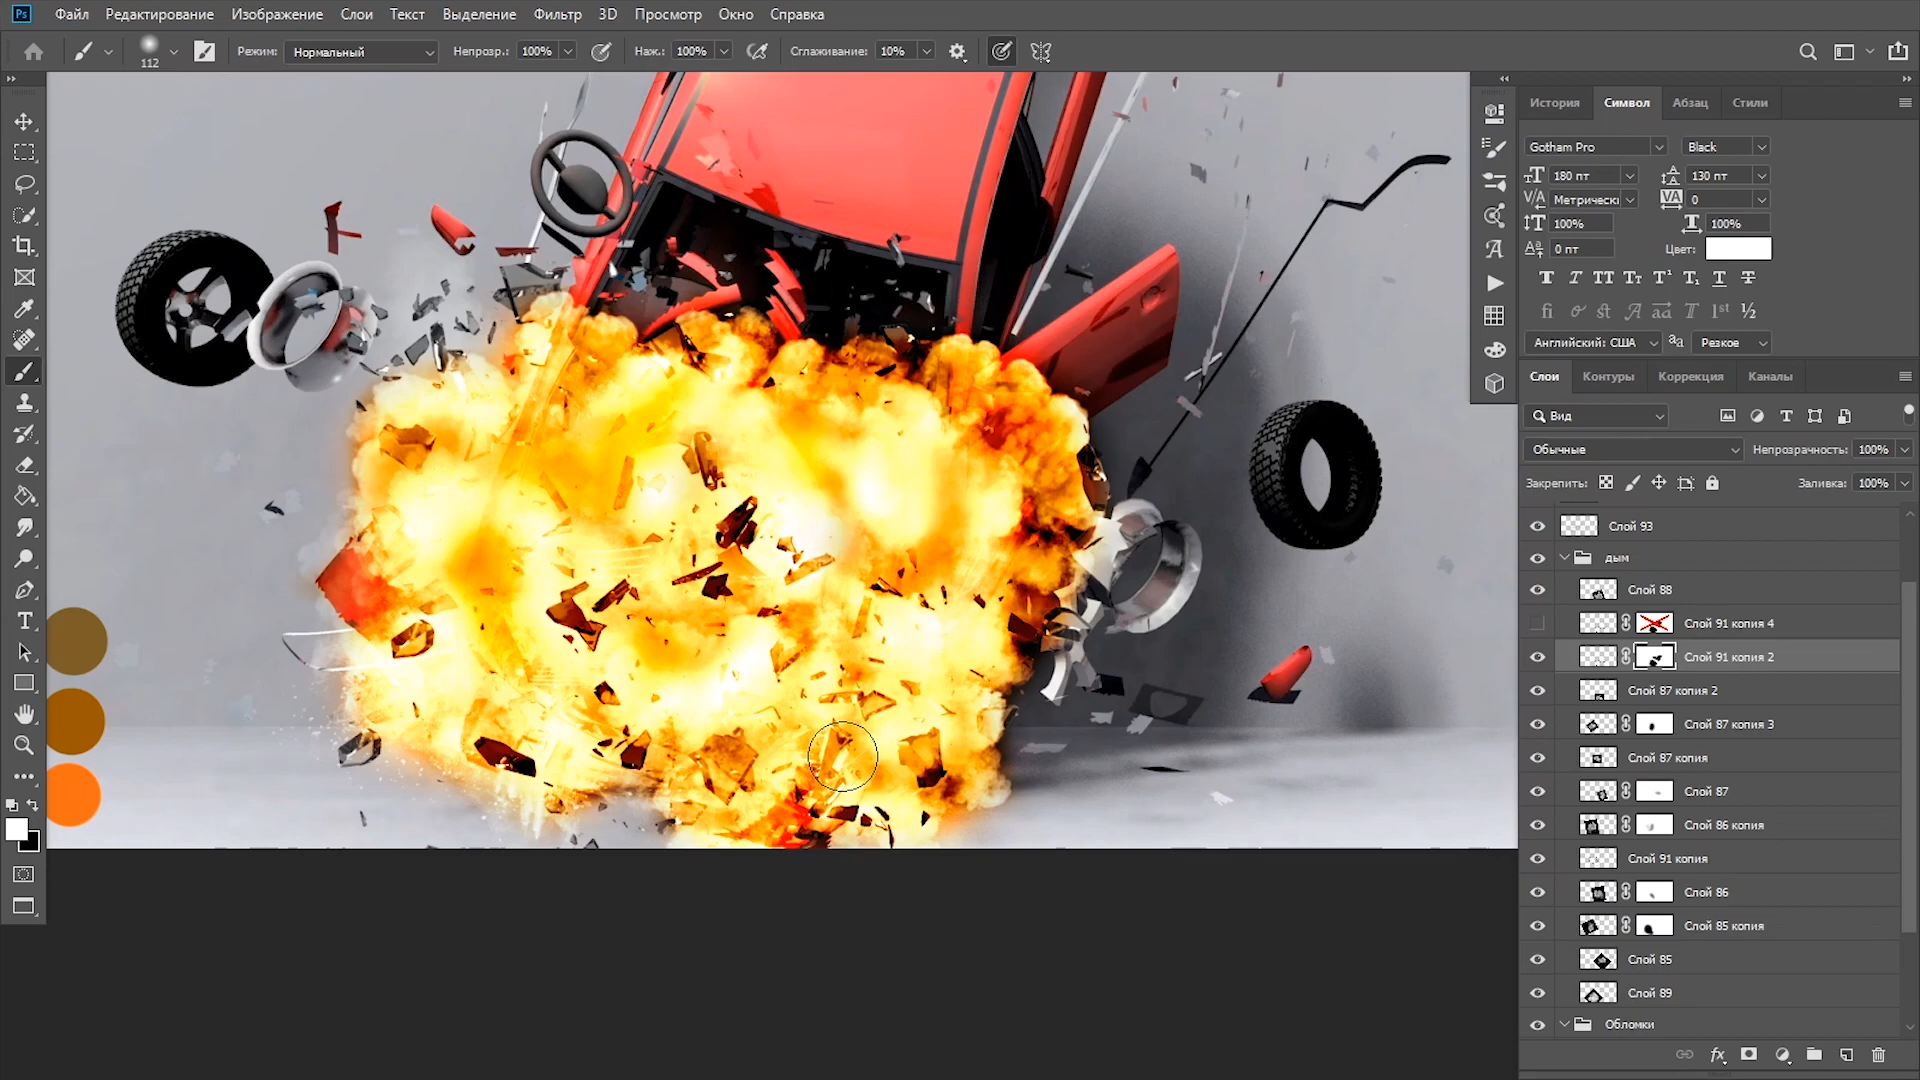 Ps Файл Редактирование Изображение Слои Текст Выделение Фильтр 3D Просмотр Окно Справка
112 Режим: Нормальный Непрозр.: 100% Наж.: 100% Сглаживание: 10%
История Символ Абзац Стили
Gotham Pro Black
180 пт 130 пт
Метрически 0
100% 100%
0 пт Цвет:
Английский: США Резкое
Слои Контуры Коррекция Каналы
Вид
Обычные Непрозрачность: 100%
Закрепить: Заливка: 100%
Слой 93
дым
Слой 88
Слой 91 копия 4
Слой 91 копия 2
Слой 87 копия 2
Слой 87 копия 3
Слой 87 копия
Слой 87
Слой 86 копия
Слой 91 копия
Слой 86
Слой 85 копия
Слой 85
Слой 89
Обломки
fx